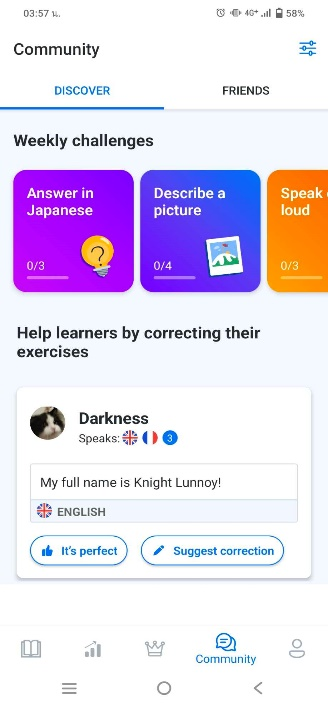 03:57 น.
4G+
58%
Community
DISCOVER
FRIENDS
Weekly challenges
Answer in
Japanese
0/3
Describe a
picture
0/4
Speak
loud
0/3
Help learners by correcting their
exercises
Darkness
Speaks:
3
My full name is Knight Lunnoy!
ENGLISH
It's perfect
Suggest correction
Community